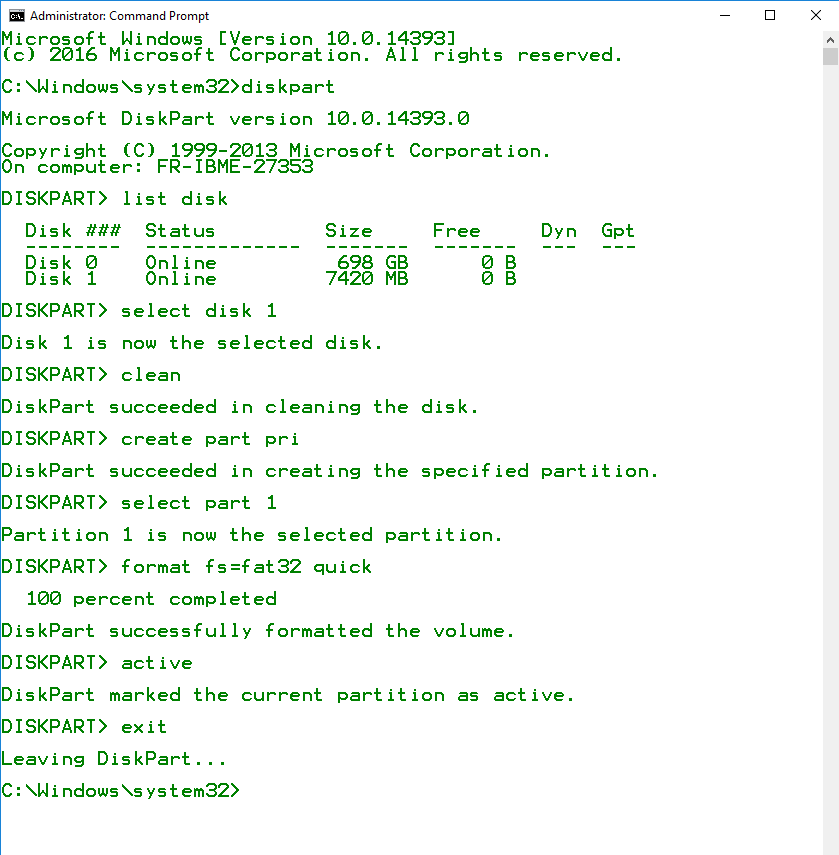 Administrator: Command Prompt
Microsoft Windows [Version 10.0.14393]
(c) 2016 Microsoft Corporation. All rights reserved.
C:\Windows\system32>diskpart
Microsoft DiskPart version 10.0.14393.0
Copyright (C) 1999-2013 Microsoft Corporation.
On computer: FR-IBME-27353
DISKPART> list disk
  Disk ###  Status         Size     Free     Dyn  Gpt
  --------  -------------  -------  -------  ---  ---
  Disk 0    Online          698 GB      0 B
  Disk 1    Online         7420 MB      0 B
DISKPART> select disk 1
Disk 1 is now the selected disk.
DISKPART> clean
DiskPart succeeded in cleaning the disk.
DISKPART> create part pri
DiskPart succeeded in creating the specified partition.
DISKPART> select part 1
Partition 1 is now the selected partition.
DISKPART> format fs=fat32 quick
  100 percent completed
DiskPart successfully formatted the volume.
DISKPART> active
DiskPart marked the current partition as active.
DISKPART> exit
Leaving DiskPart...
C:\Windows\system32>